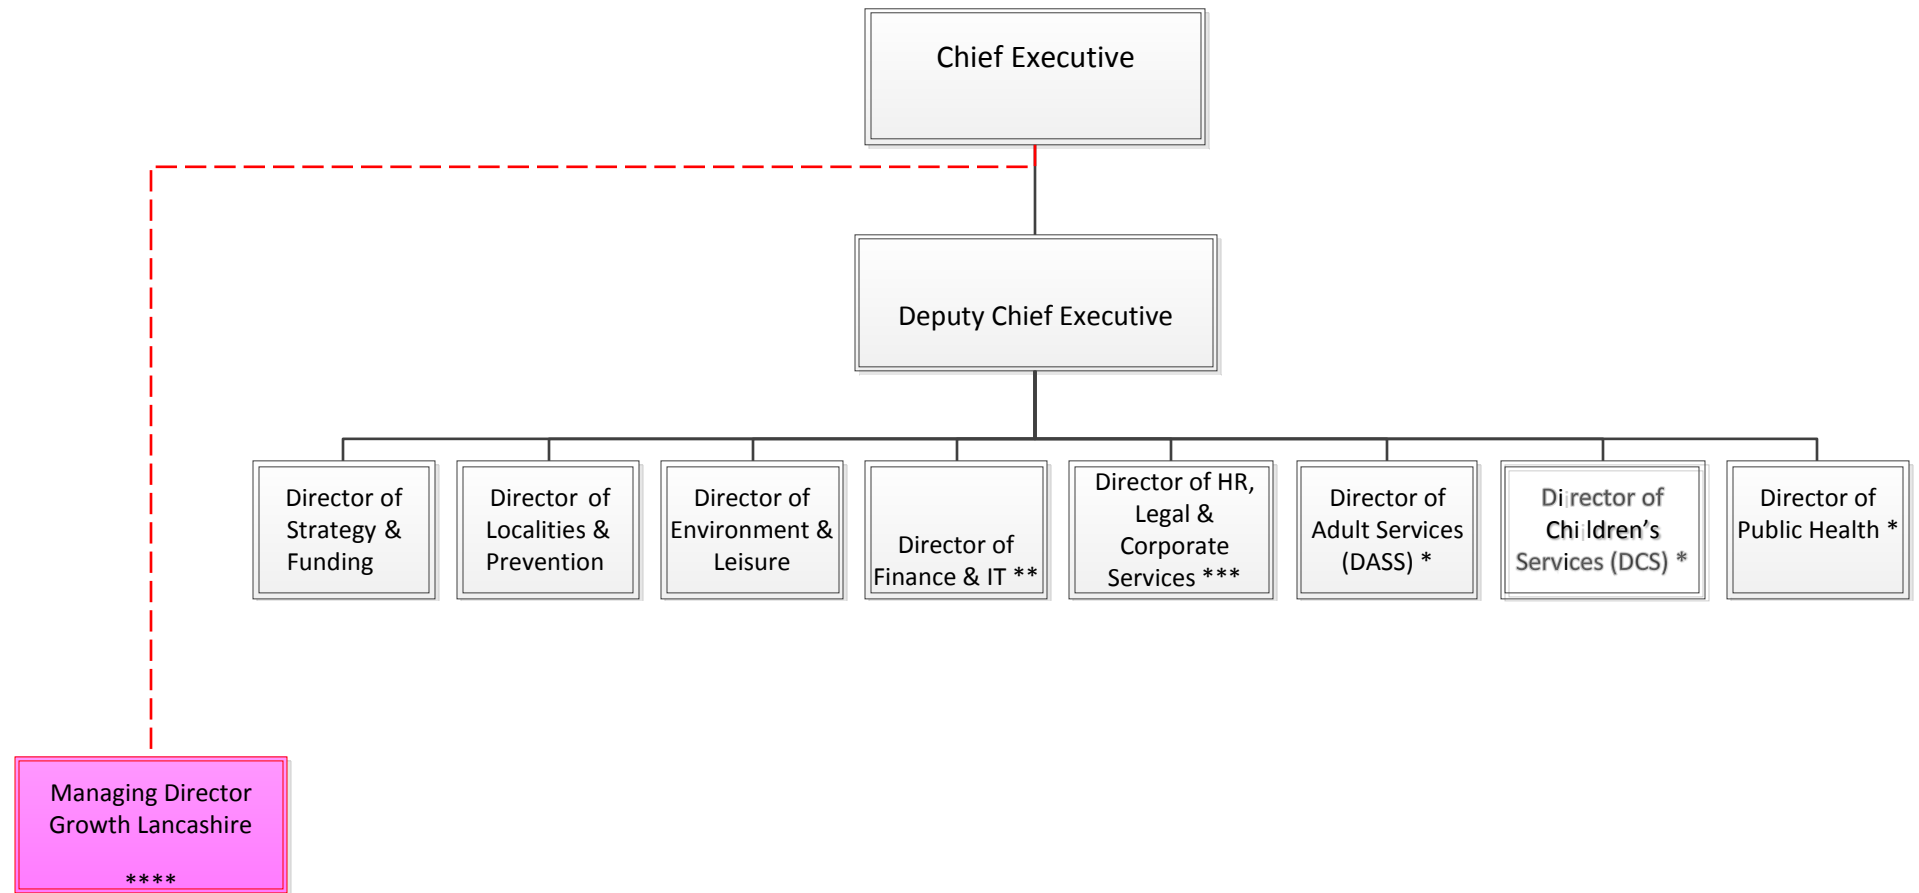 Chief Executive
Deputy Chief Executive
Director of
Strategy &
Funding
Director of
Localities &
Prevention
Director of
Environment &
Leisure
Director of
Finance & IT **
Director of HR,
Legal &
Corporate
Services ***
Director of
Adult Services
(DASS) *
Director of
Children’s
Services (DCS) *
Director of
Public Health *
Managing Director
Growth Lancashire
****